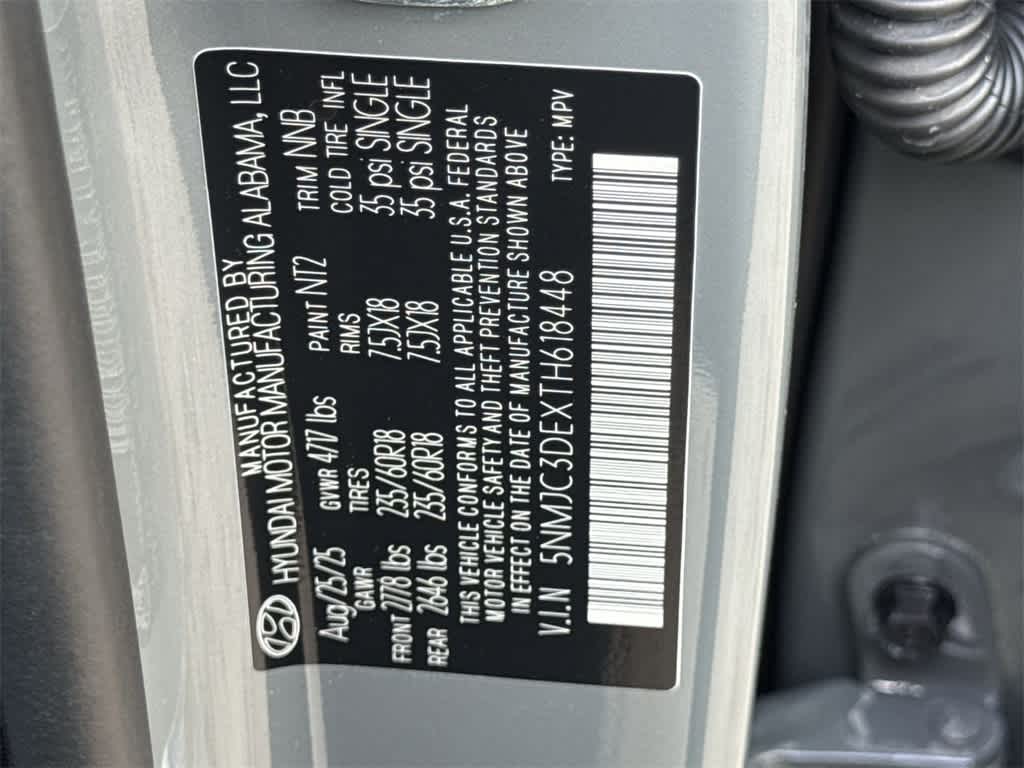 MANUFACTURED BY
HYUNDAI MOTOR MANUFACTURING ALABAMA, LLC
Aug/25/25 GVWR 4717 lbs PAINT NT2 TRIM NNB
GAWR TIRES RIMS COLD TIRE INFL
FRONT 2778 lbs 235/60R18 7.5JX18 35 psi SINGLE
REAR 2646 lbs 235/60R18 7.5JX18 35 psi SINGLE
THIS VEHICLE CONFORMS TO ALL APPLICABLE U.S.A. FEDERAL
MOTOR VEHICLE SAFETY AND THEFT PREVENTION STANDARDS
IN EFFECT ON THE DATE OF MANUFACTURE SHOWN ABOVE
V.I.N 5NMJC3DEXTH618448 TYPE: MPV